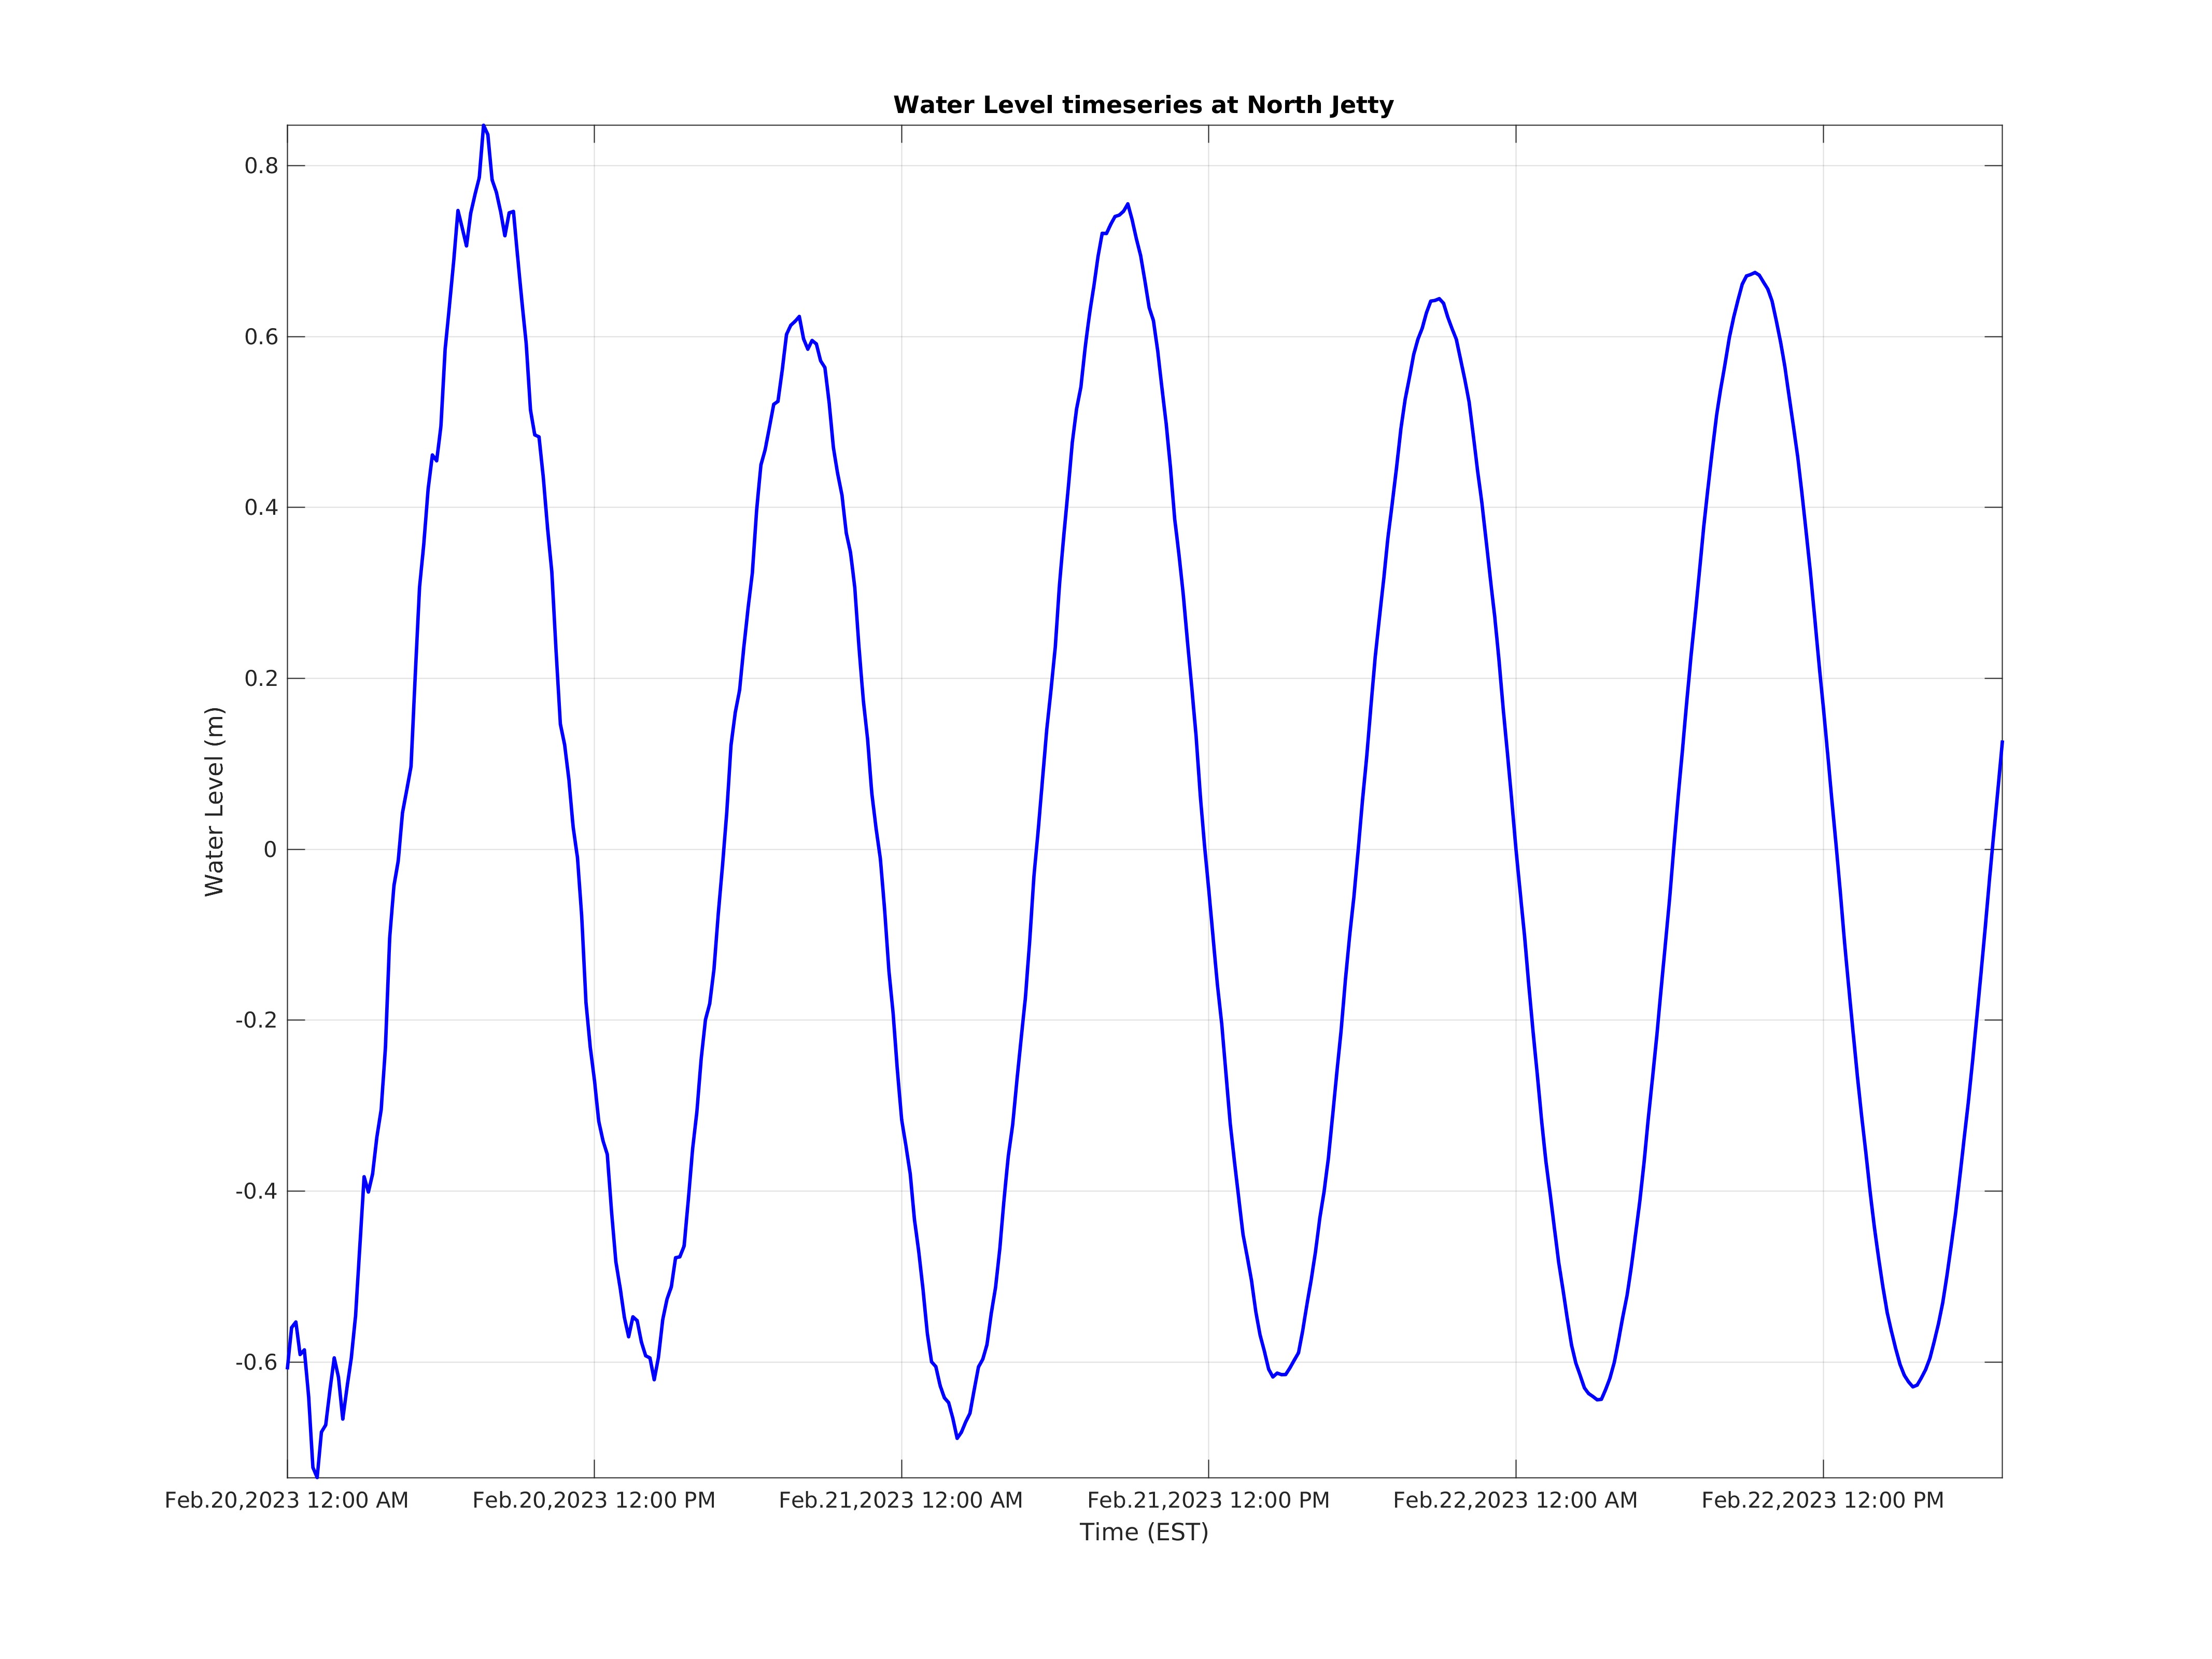 Water Level timeseries at North Jetty
0.8
0.6
0.4
0.2
0
-0.2
-0.4
-0.6
Water Level (m)
Feb.20,2023 12:00 AM Feb.20,2023 12:00 PM Feb.21,2023 12:00 AM Feb.21,2023 12:00 PM Feb.22,2023 12:00 AM Feb.22,2023 12:00 PM
Time (EST)